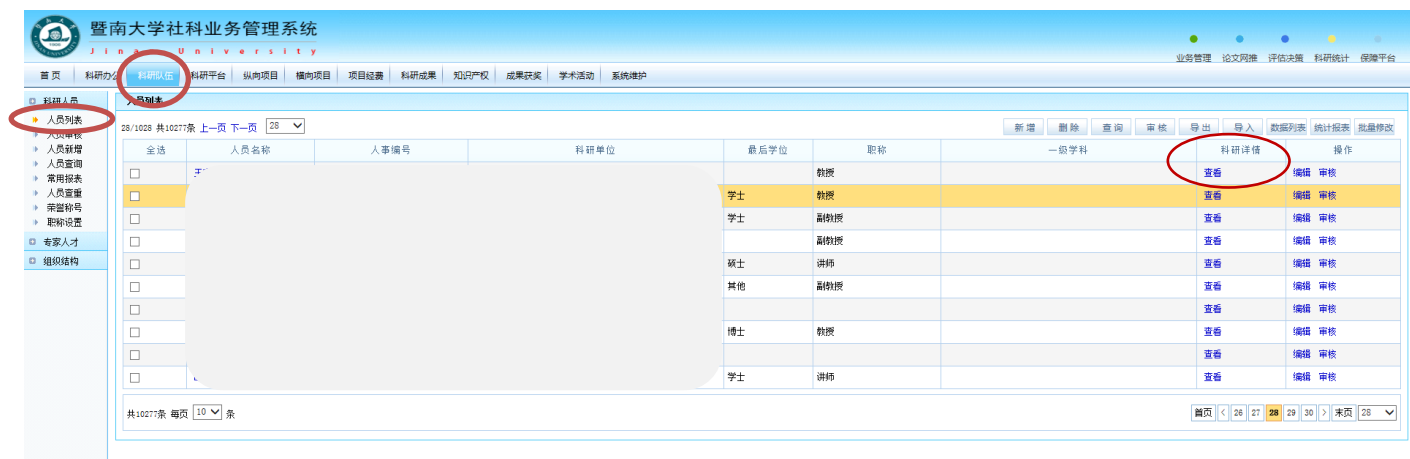 暨南大学社科业务管理系统
Jinan University
业务管理 论文网推 评估决策 科研统计 保障平台
首页 科研办公 科研队伍 科研平台 纵向项目 横向项目 项目经费 科研成果 知识产权 成果获奖 学术活动 系统维护
科研人员
人员列表
人员审核
人员新增
人员查询
常用报表
人员查重
荣誉称号
职称设置
专家人才
组织结构
人员列表
28/1028 共10277条 上一页 下一页 28
新增 删除 查询 审核 导出 导入 数据列表 统计报表 批量修改
全选 人员名称 人事编号 科研单位 最后学位 职称 一级学科 科研详情 操作
教授 查看 编辑 审核
学士 教授 查看 编辑 审核
学士 副教授 查看 编辑 审核
副教授 查看 编辑 审核
硕士 讲师 查看 编辑 审核
其他 副教授 查看 编辑 审核
查看 编辑 审核
博士 教授 查看 编辑 审核
查看 编辑 审核
学士 讲师 查看 编辑 审核
共10277条 每页 10 条
首页 < 26 27 28 29 30 > 末页 28